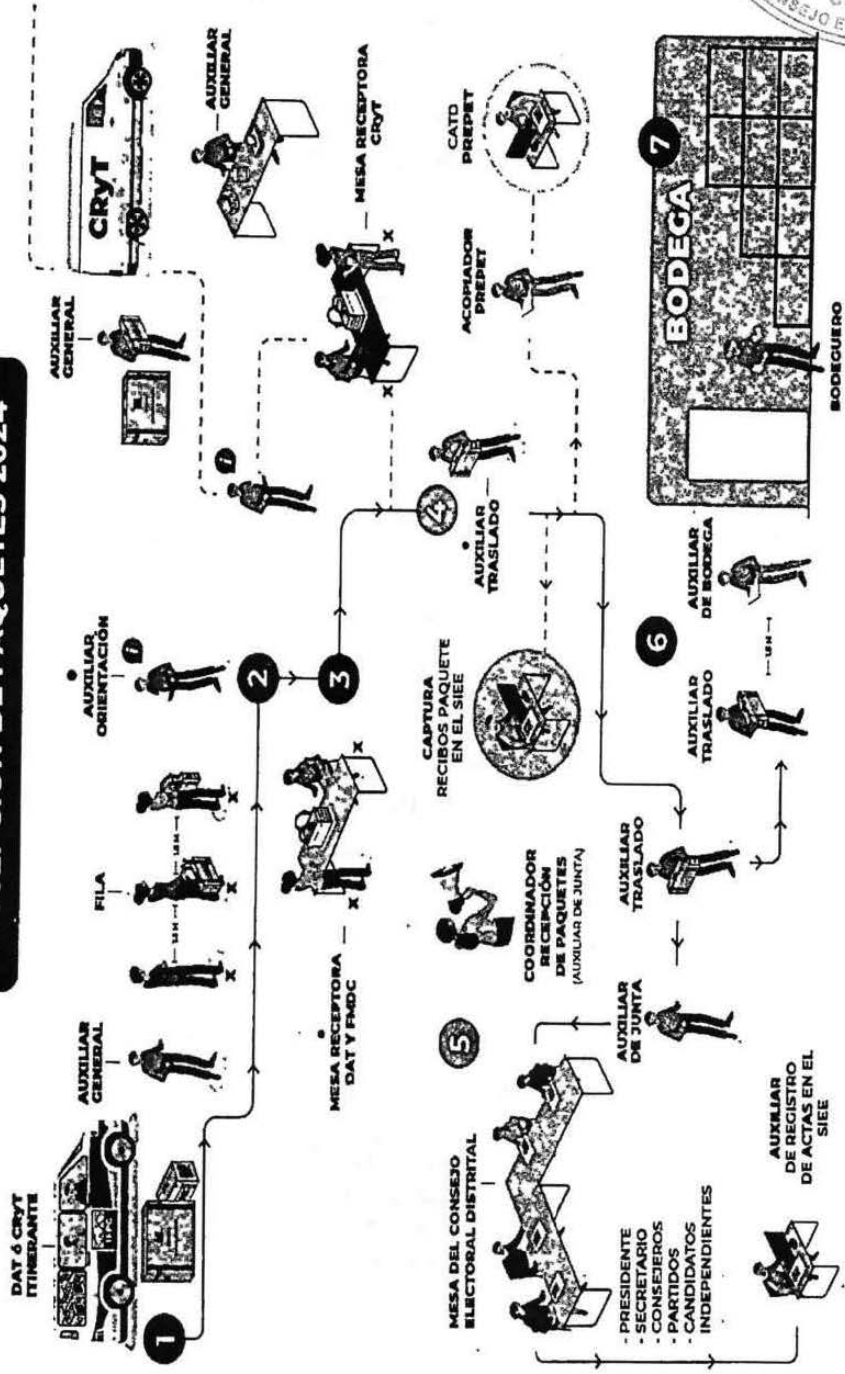 PAQUETES 2024
DAT ó CRyT
ITINERANTE
1
AUXILIAR
GENERAL
FILA
1.5 M
1.5 M
AUXILIAR
ORIENTACIÓN
i
2
3
MESA RECEPTORA
DAT Y FMDC
AUXILIAR
GENERAL
CRyT
AUXILIAR
GENERAL
i
MESA RECEPTORA
CRyT
4
AUXILIAR
TRASLADO
CAPTURA
RECIBOS PAQUETE
EN EL SIEE
ACOPIADOR
PREPET
CATD
PREPET
COORDINADOR
RECEPCIÓN
DE PAQUETES
(AUXILIAR DE JUNTA)
5
MESA DEL CONSEJO
ELECTORAL DISTRITAL
- PRESIDENTE
- SECRETARIO
- CONSEJEROS
- PARTIDOS
- CANDIDATOS
INDEPENDIENTES
AUXILIAR
DE JUNTA
AUXILIAR
TRASLADO
AUXILIAR
DE REGISTRO
DE ACTAS EN EL
SIEE
6
AUXILIAR
TRASLADO
1.5 M
AUXILIAR
DE BODEGA
BODEGA
7
BODEGUERO